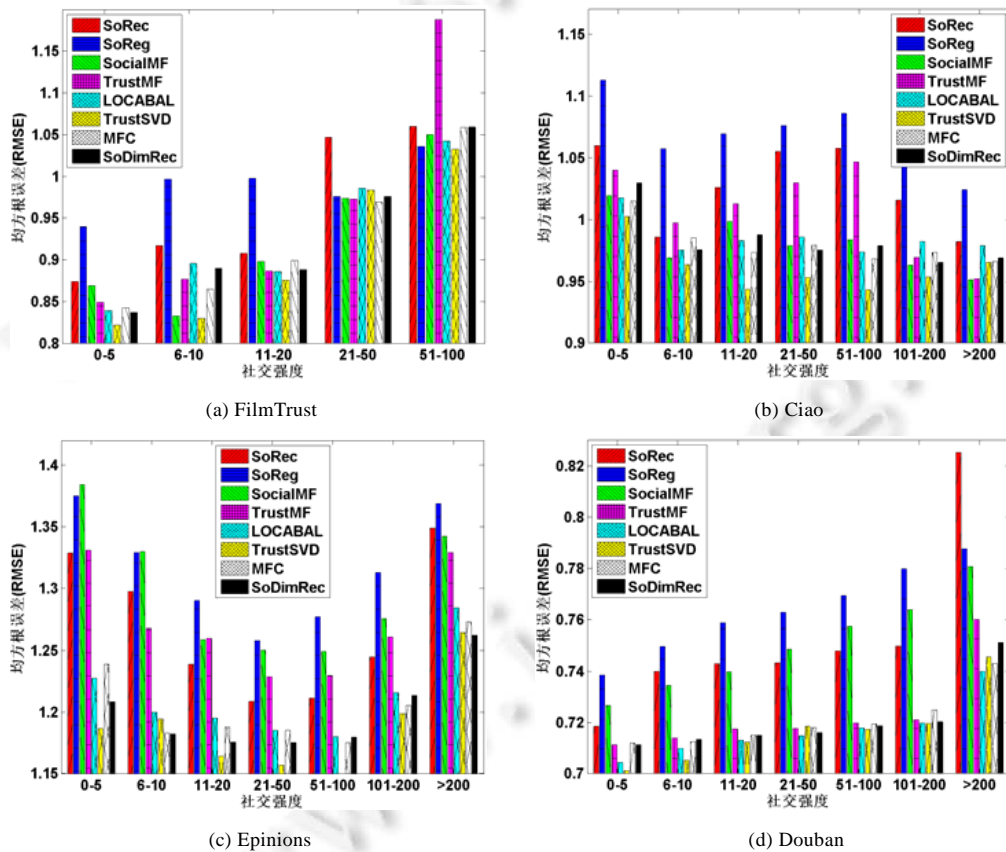 1.15
1.1
1.05
1
0.95
0.9
0.85
0.8
均方根误差(RMSE)
SoRec
SoReg
SocialMF
TrustMF
LOCABAL
TrustSVD
MFC
SoDimRec
0-5
6-10
11-20
21-50
51-100
社交强度
(a) FilmTrust
1.15
1.1
1.05
1
0.95
0.9
均方根误差(RMSE)
SoRec
SoReg
SocialMF
TrustMF
LOCABAL
TrustSVD
MFC
SoDimRec
0-5
6-10
11-20
21-50
51-100
101-200
>200
社交强度
(b) Ciao
1.4
1.35
1.3
1.25
1.2
1.15
均方根误差(RMSE)
SoRec
SoReg
SocialMF
TrustMF
LOCABAL
TrustSVD
MFC
SoDimRec
0-5
6-10
11-20
21-50
51-100
101-200
>200
社交强度
(c) Epinions
0.82
0.8
0.78
0.76
0.74
0.72
0.7
均方根误差(RMSE)
SoRec
SoReg
SocialMF
TrustMF
LOCABAL
TrustSVD
MFC
SoDimRec
0-5
6-10
11-20
21-50
51-100
101-200
>200
社交强度
(d) Douban